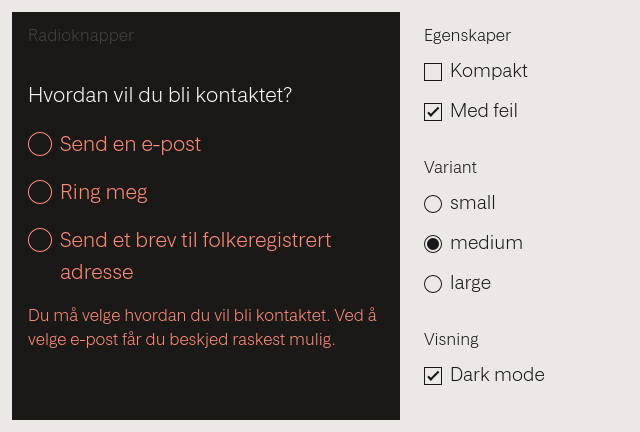 Radioknapper
Hvordan vil du bli kontaktet?
Send en e-post
Ring meg
Send et brev til folkeregistrert
adresse
Du må velge hvordan du vil bli kontaktet. Ved å
velge e-post får du beskjed raskest mulig.
Egenskaper
Kompakt
Med feil
Variant
small
medium
large
Visning
Dark mode